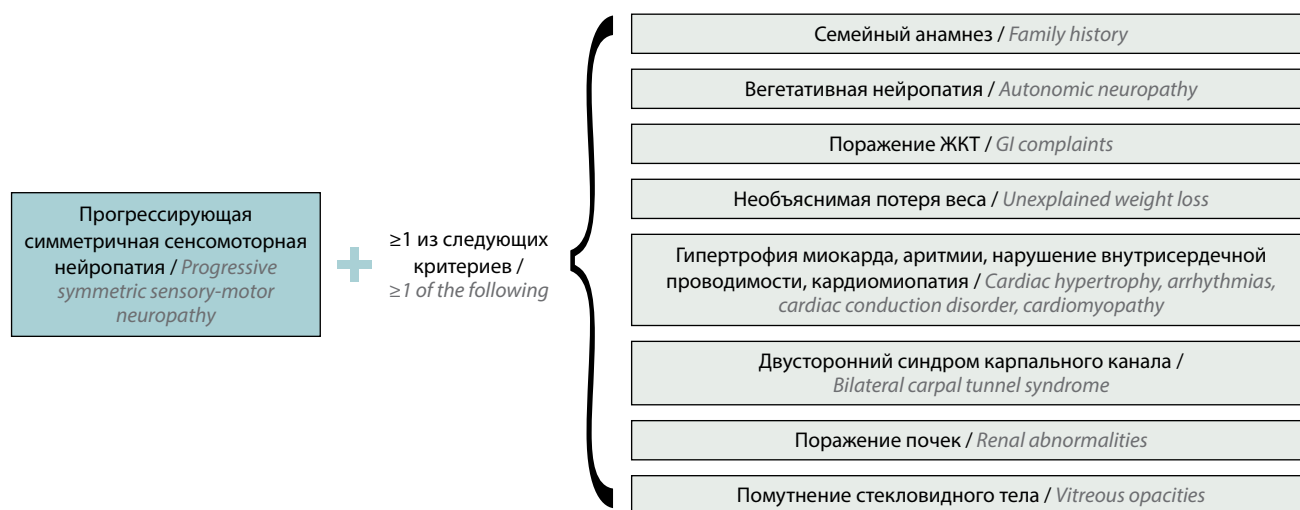 Прогрессирующая
симметричная сенсомоторная
нейропатия / Progressive
symmetric sensory-motor
neuropathy
≥1 из следующих
критериев /
≥1 of the following
Семейный анамнез / Family history
Вегетативная нейропатия / Autonomic neuropathy
Поражение ЖКТ / GI complaints
Необъяснимая потеря веса / Unexplained weight loss
Гипертрофия миокарда, аритмии, нарушение внутрисердечной
проводимости, кардиомиопатия / Cardiac hypertrophy, arrhythmias,
cardiac conduction disorder, cardiomyopathy
Двусторонний синдром карпального канала /
Bilateral carpal tunnel syndrome
Поражение почек / Renal abnormalities
Помутнение стекловидного тела / Vitreous opacities